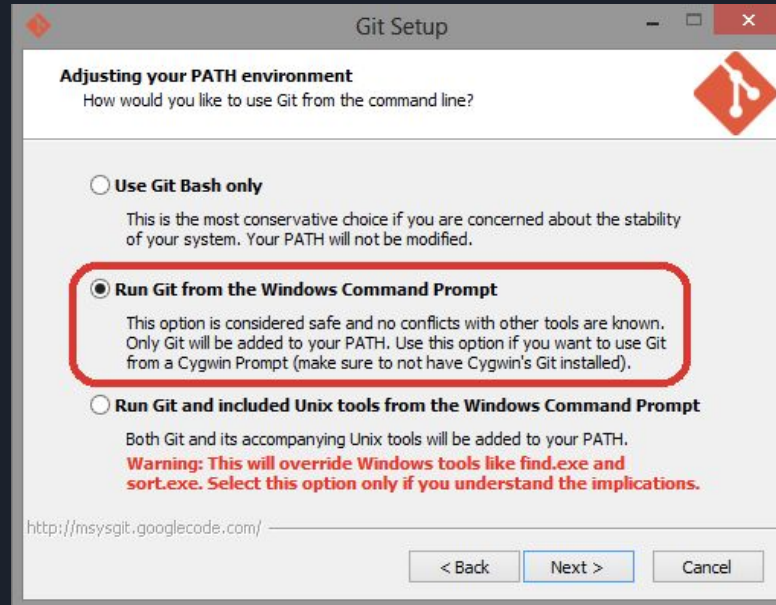 Git Setup
Adjusting your PATH environment
How would you like to use Git from the command line?
Use Git Bash only
This is the most conservative choice if you are concerned about the stability
of your system. Your PATH will not be modified.
Run Git from the Windows Command Prompt
This option is considered safe and no conflicts with other tools are known.
Only Git will be added to your PATH. Use this option if you want to use Git
from a Cygwin Prompt (make sure to not have Cygwin's Git installed).
Run Git and included Unix tools from the Windows Command Prompt
Both Git and its accompanying Unix tools will be added to your PATH.
Warning: This will override Windows tools like find.exe and
sort.exe. Select this option only if you understand the implications.
http://msysgit.googlecode.com/
< Back Next > Cancel